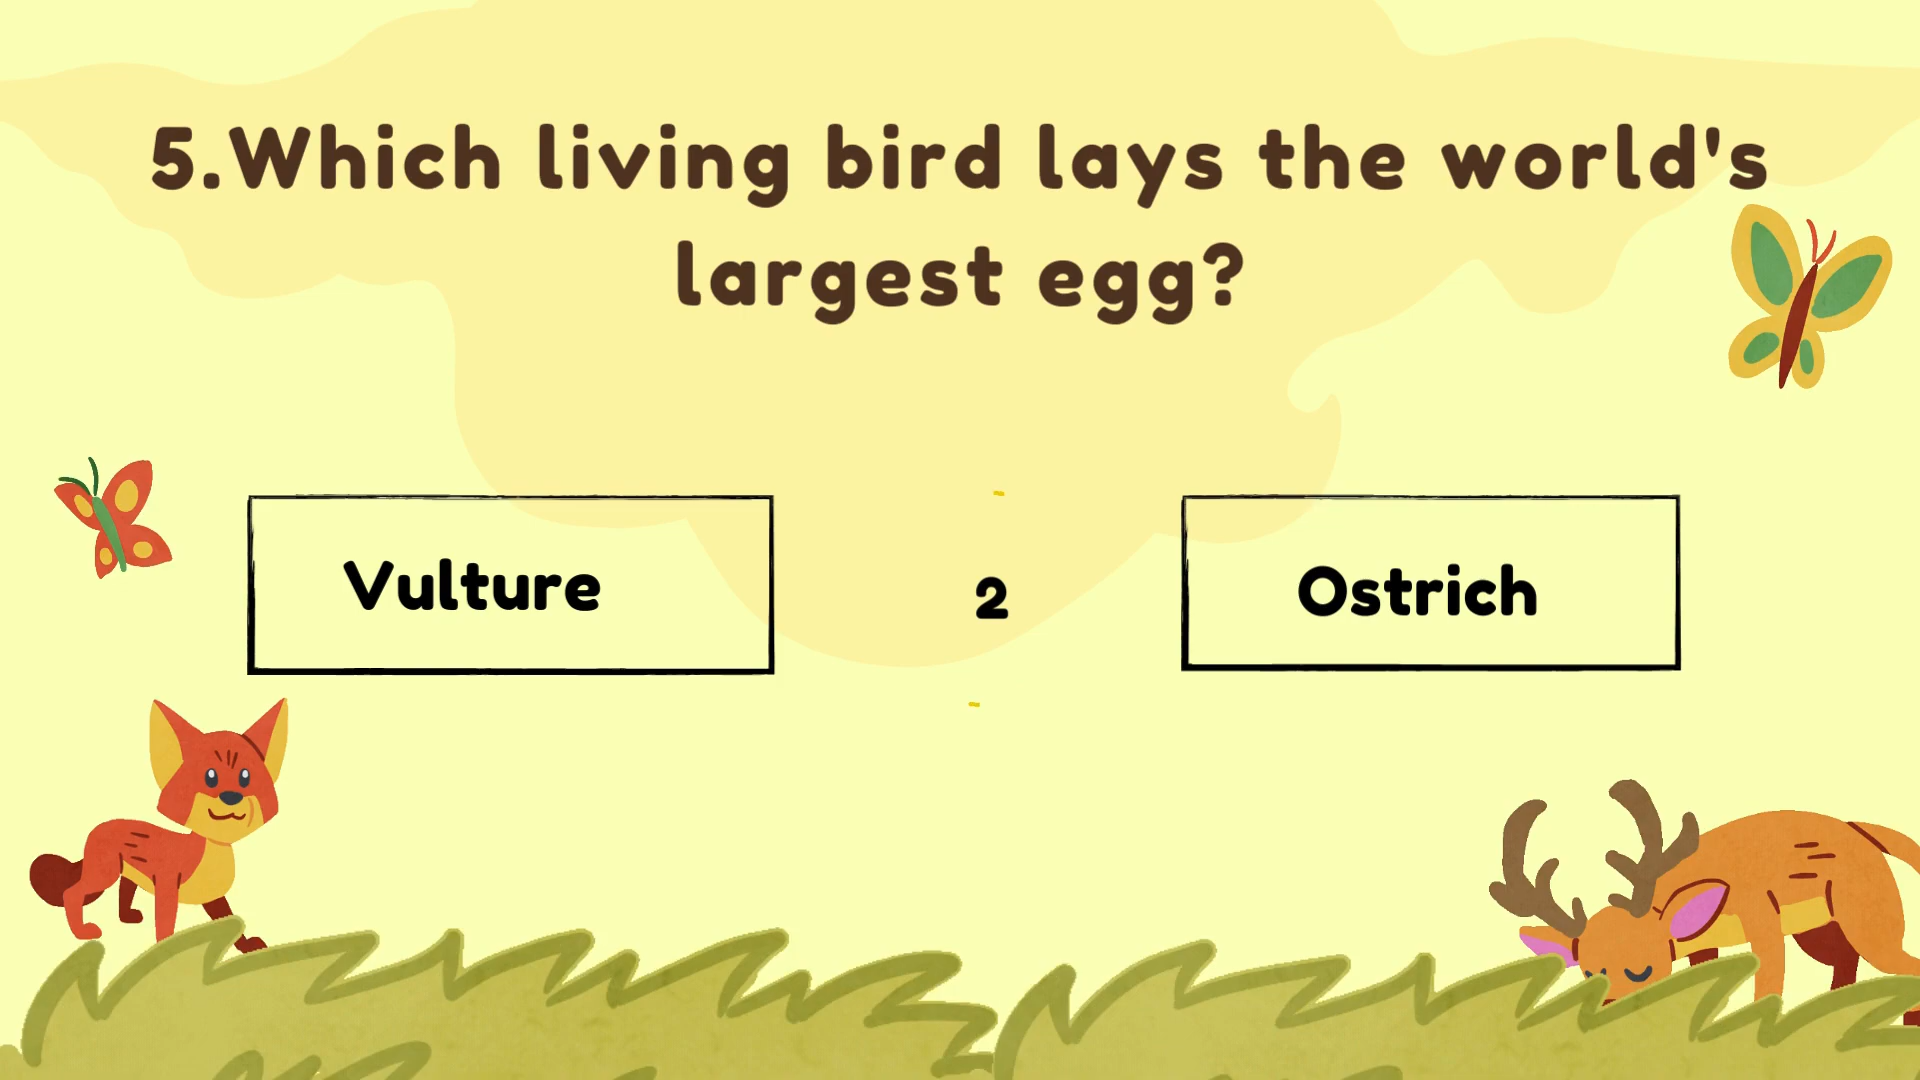 5.Which living bird lays the world's
largest egg?
Vulture
2
Ostrich